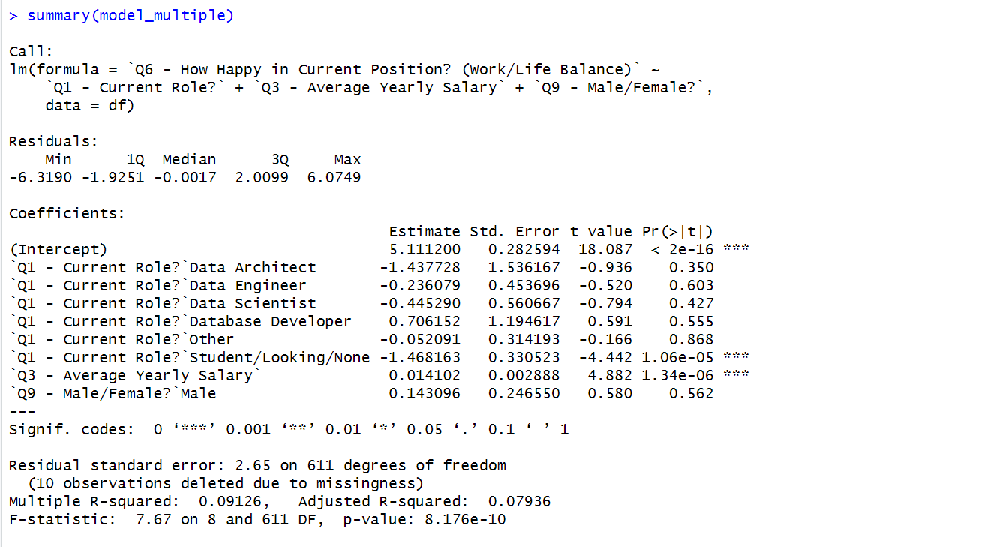 > summary(model_multiple)
Call:
lm(formula = `Q6 - How Happy in Current Position? (Work/Life Balance)` ~
    `Q1 - Current Role?` + `Q3 - Average Yearly Salary` + `Q9 - Male/Female?`,
    data = df)
Residuals:
    Min      1Q  Median      3Q     Max
-6.3190 -1.9251 -0.0017  2.0099  6.0749
Coefficients:
                                          Estimate Std. Error t value Pr(>|t|)
(Intercept)                               5.111200   0.282594  18.087  < 2e-16 ***
`Q1 - Current Role?`Data Architect       -1.437728   1.536167  -0.936    0.350
`Q1 - Current Role?`Data Engineer        -0.236079   0.453696  -0.520    0.603
`Q1 - Current Role?`Data Scientist       -0.445290   0.560667  -0.794    0.427
`Q1 - Current Role?`Database Developer    0.706152   1.194617   0.591    0.555
`Q1 - Current Role?`Other                -0.052091   0.314193  -0.166    0.868
`Q1 - Current Role?`Student/Looking/None -1.468163   0.330523  -4.442 1.06e-05 ***
`Q3 - Average Yearly Salary`              0.014102   0.002888   4.882 1.34e-06 ***
`Q9 - Male/Female?`Male                   0.143096   0.246550   0.580    0.562
---
Signif. codes:  0 ‘***’ 0.001 ‘**’ 0.01 ‘*’ 0.05 ‘.’ 0.1 ‘ ’ 1
Residual standard error: 2.65 on 611 degrees of freedom
  (10 observations deleted due to missingness)
Multiple R-squared:  0.09126,   Adjusted R-squared:  0.07936
F-statistic:  7.67 on 8 and 611 DF,  p-value: 8.176e-10